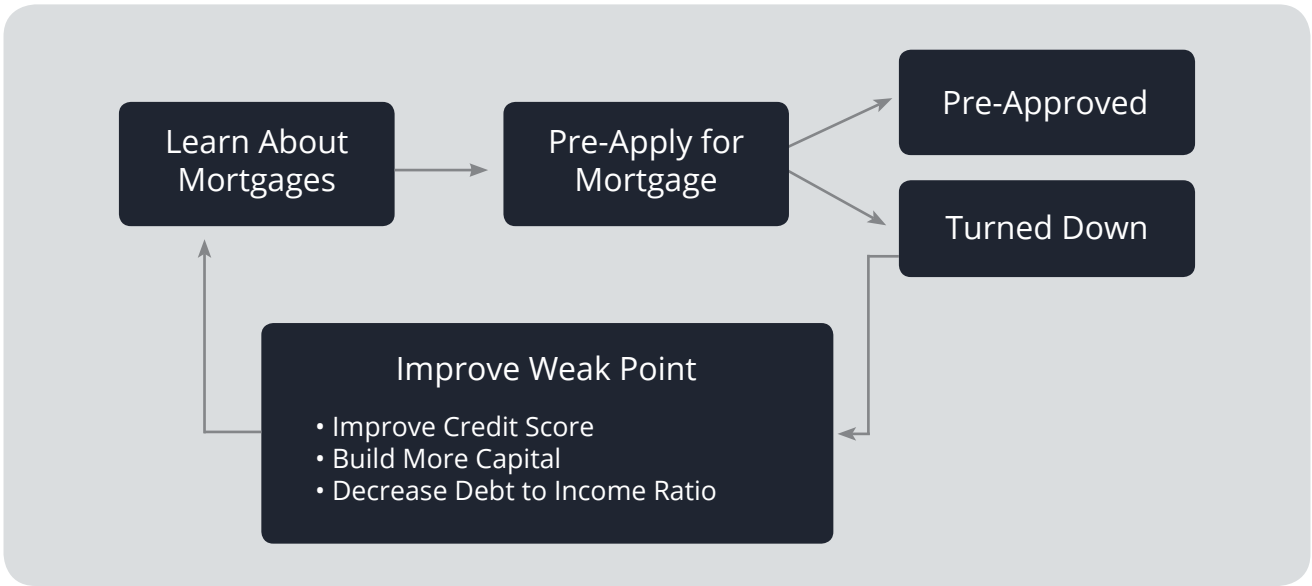 Learn About
Mortgages
Pre-Apply for
Mortgage
Pre-Approved
Turned Down
Improve Weak Point
• Improve Credit Score
• Build More Capital
• Decrease Debt to Income Ratio